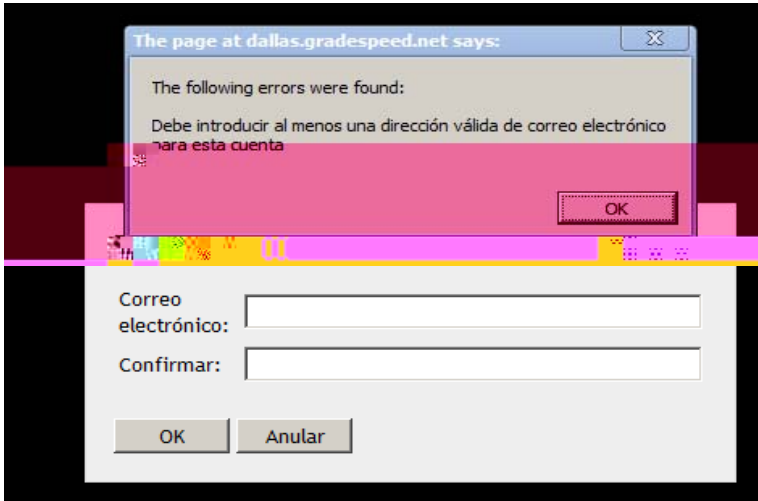 The page at dallas.gradespeed.net says:
The following errors were found:
Debe introducir al menos una dirección válida de correo electrónico
para esta cuenta
OK
Correo
electrónico:
Confirmar:
OK Anular